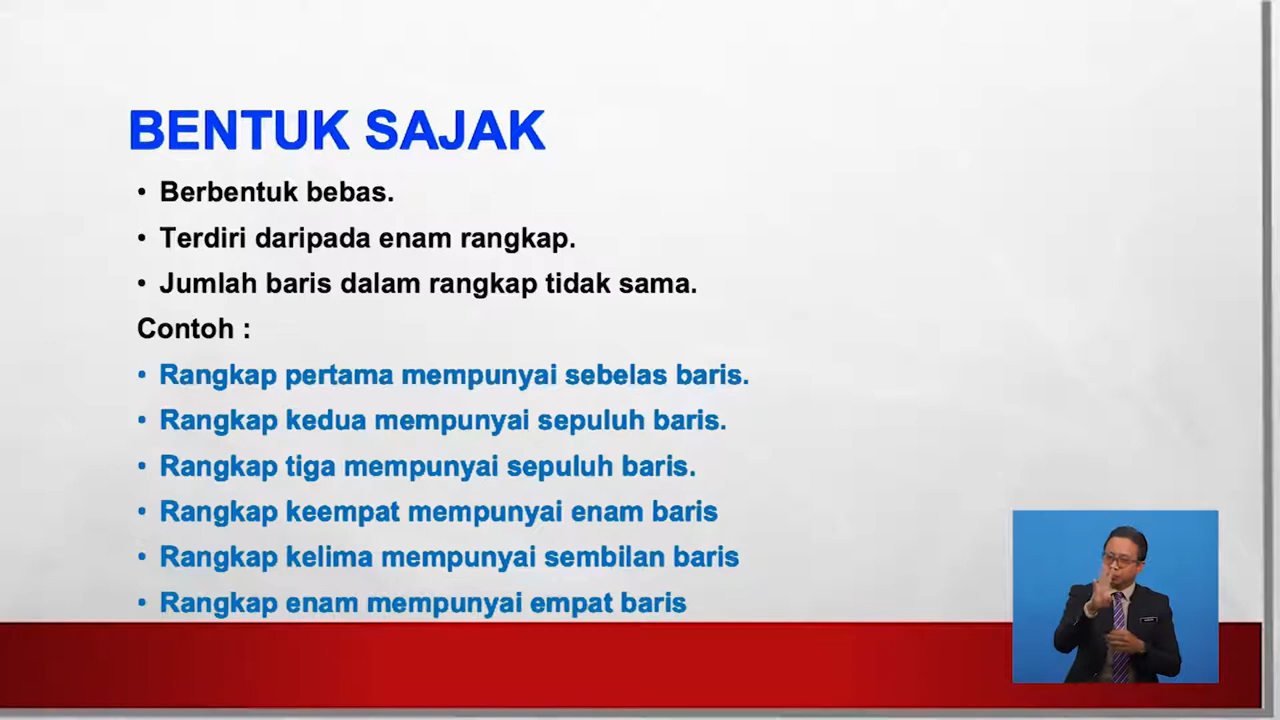 BENTUK SAJAK
• Berbentuk bebas.
• Terdiri daripada enam rangkap.
• Jumlah baris dalam rangkap tidak sama.
Contoh :
• Rangkap pertama mempunyai sebelas baris.
• Rangkap kedua mempunyai sepuluh baris.
• Rangkap tiga mempunyai sepuluh baris.
• Rangkap keempat mempunyai enam baris
• Rangkap kelima mempunyai sembilan baris
• Rangkap enam mempunyai empat baris